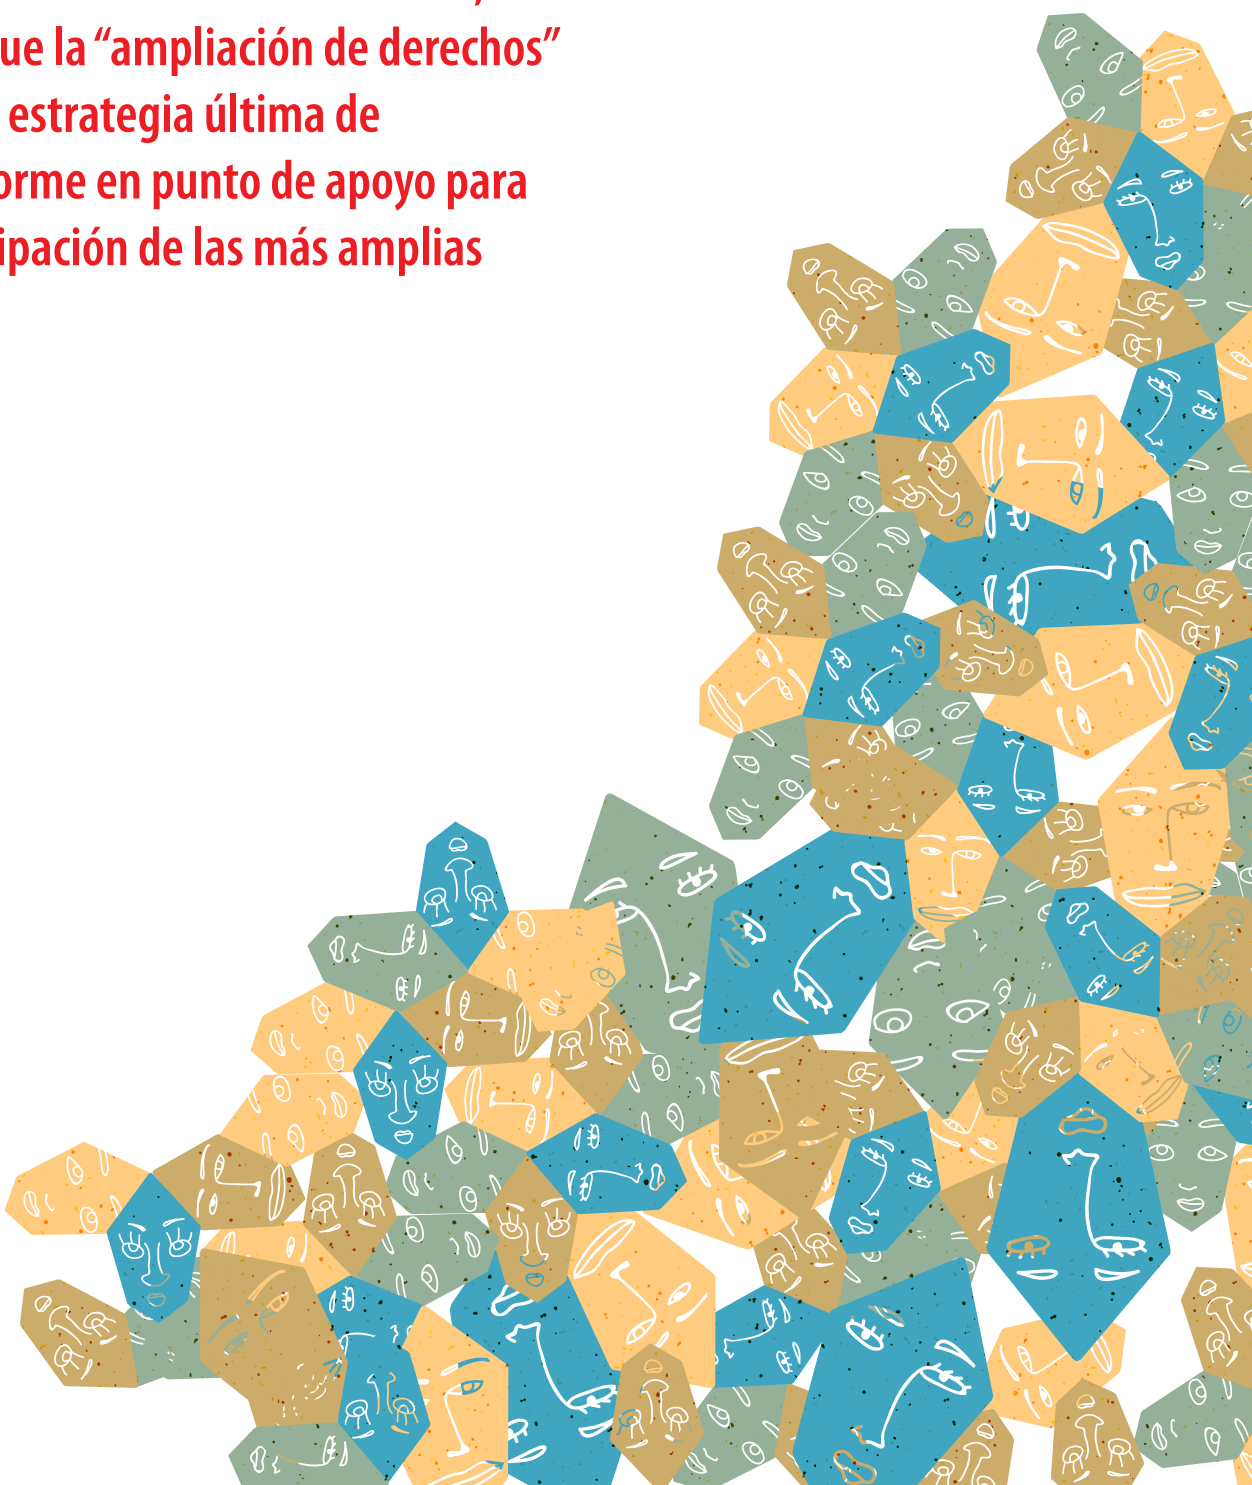 ue la “ampliación de derechos”
estrategia última de
orme en punto de apoyo para
ipación de las más amplias